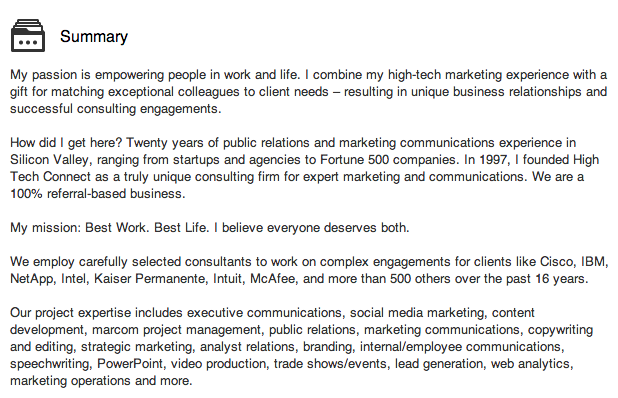 Summary
My passion is empowering people in work and life. I combine my high-tech marketing experience with a
gift for matching exceptional colleagues to client needs – resulting in unique business relationships and
successful consulting engagements.
How did I get here? Twenty years of public relations and marketing communications experience in
Silicon Valley, ranging from startups and agencies to Fortune 500 companies. In 1997, I founded High
Tech Connect as a truly unique consulting firm for expert marketing and communications. We are a
100% referral-based business.
My mission: Best Work. Best Life. I believe everyone deserves both.
We employ carefully selected consultants to work on complex engagements for clients like Cisco, IBM,
NetApp, Intel, Kaiser Permanente, Intuit, McAfee, and more than 500 others over the past 16 years.
Our project expertise includes executive communications, social media marketing, content
development, marcom project management, public relations, marketing communications, copywriting
and editing, strategic marketing, analyst relations, branding, internal/employee communications,
speechwriting, PowerPoint, video production, trade shows/events, lead generation, web analytics,
marketing operations and more.